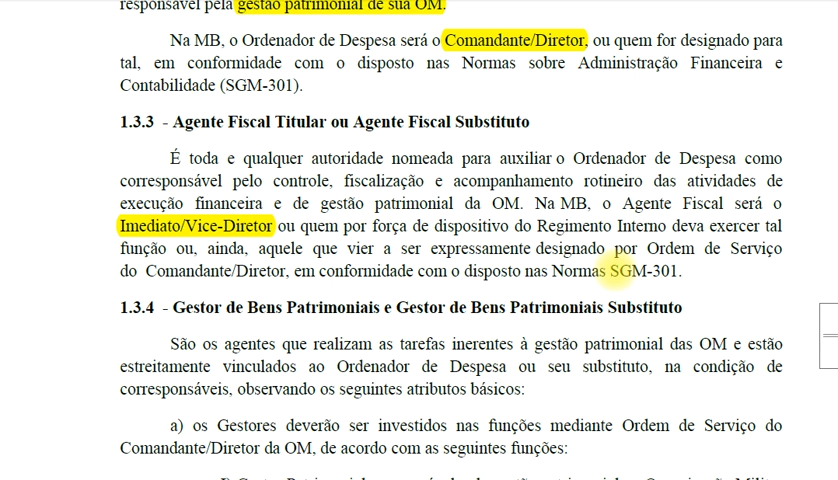 responsável pela gestão patrimonial de sua OM.
Na MB, o Ordenador de Despesa será o Comandante/Diretor, ou quem for designado para
tal, em conformidade com o disposto nas Normas sobre Administração Financeira e
Contabilidade (SGM-301).
1.3.3 - Agente Fiscal Titular ou Agente Fiscal Substituto
É toda e qualquer autoridade nomeada para auxiliar o Ordenador de Despesa como
corresponsável pelo controle, fiscalização e acompanhamento rotineiro das atividades de
execução financeira e de gestão patrimonial da OM. Na MB, o Agente Fiscal será o
Imediato/Vice-Diretor ou quem por força de dispositivo do Regimento Interno deva exercer tal
função ou, ainda, aquele que vier a ser expressamente designado por Ordem de Serviço
do Comandante/Diretor, em conformidade com o disposto nas Normas SGM-301.
1.3.4 - Gestor de Bens Patrimoniais e Gestor de Bens Patrimoniais Substituto
São os agentes que realizam as tarefas inerentes à gestão patrimonial das OM e estão
estreitamente vinculados ao Ordenador de Despesa ou seu substituto, na condição de
corresponsáveis, observando os seguintes atributos básicos:
a) os Gestores deverão ser investidos nas funções mediante Ordem de Serviço do
Comandante/Diretor da OM, de acordo com as seguintes funções: